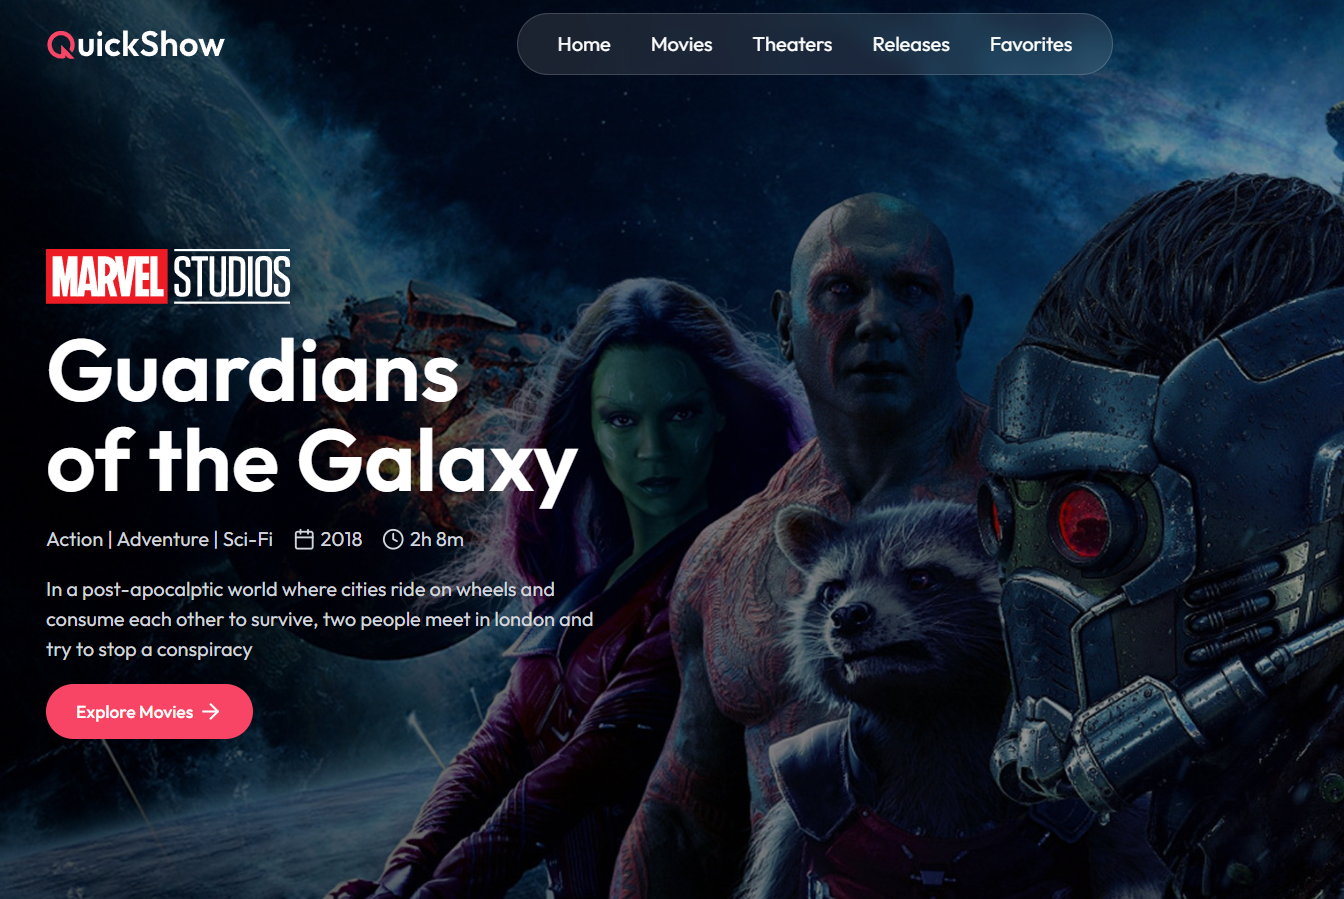 QuickShow
Home Movies Theaters Releases Favorites
MARVEL STUDIOS
Guardians
of the Galaxy
Action | Adventure | Sci-Fi 2018 2h 8m
In a post-apocalptic world where cities ride on wheels and
consume each other to survive, two people meet in london and
try to stop a conspiracy
Explore Movies →